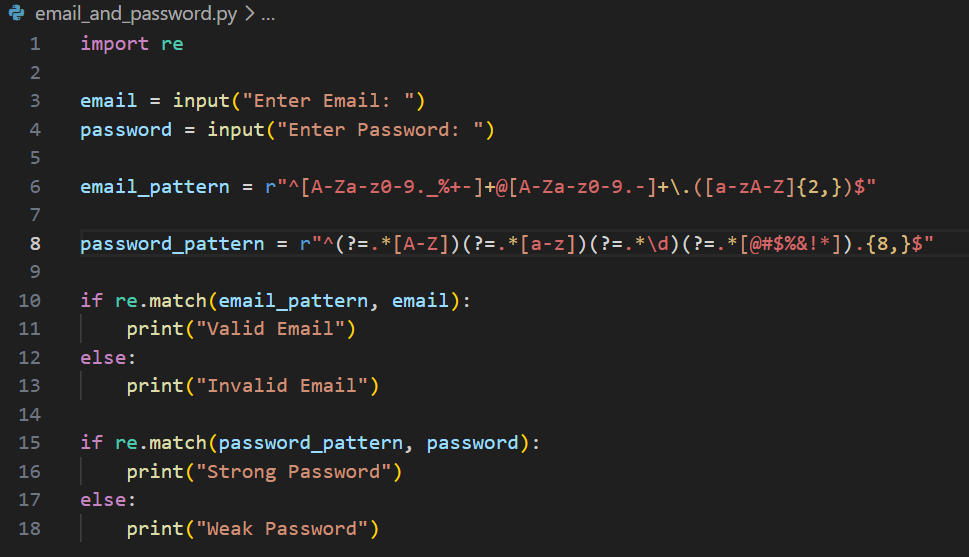 email_and_password.py > ...
1 import re
2
3 email = input("Enter Email: ")
4 password = input("Enter Password: ")
5
6 email_pattern = r"^[A-Za-z0-9._%+-]+@[A-Za-z0-9.-]+\.([a-zA-Z]{2,})$"
7
8 password_pattern = r"^(?=.*[A-Z])(?=.*[a-z])(?=.*\d)(?=.*[@#$%&!*]).{8,}$"
9
10 if re.match(email_pattern, email):
11     print("Valid Email")
12 else:
13     print("Invalid Email")
14
15 if re.match(password_pattern, password):
16     print("Strong Password")
17 else:
18     print("Weak Password")